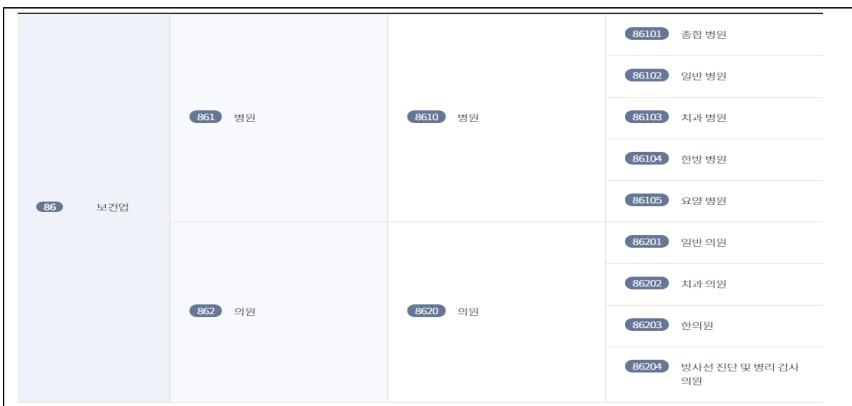 86101 종합 병원
86102 일반 병원
861 병원
8610 병원
86103 치과 병원
86104 한방 병원
86105 요양 병원
86 보건업
86201 일반 의원
86202 치과 의원
862 의원
8620 의원
86203 한의원
86204 방사선 진단 및 병리 검사
의원